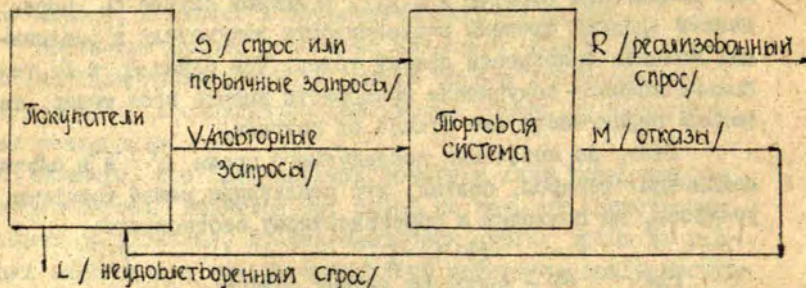 Покупатели
S / спрос или
первичные запросы/
V/повторные
запросы/
Торговая
система
R / реализованный
спрос/
M / отказы/
L / неудовлетворенный спрос/